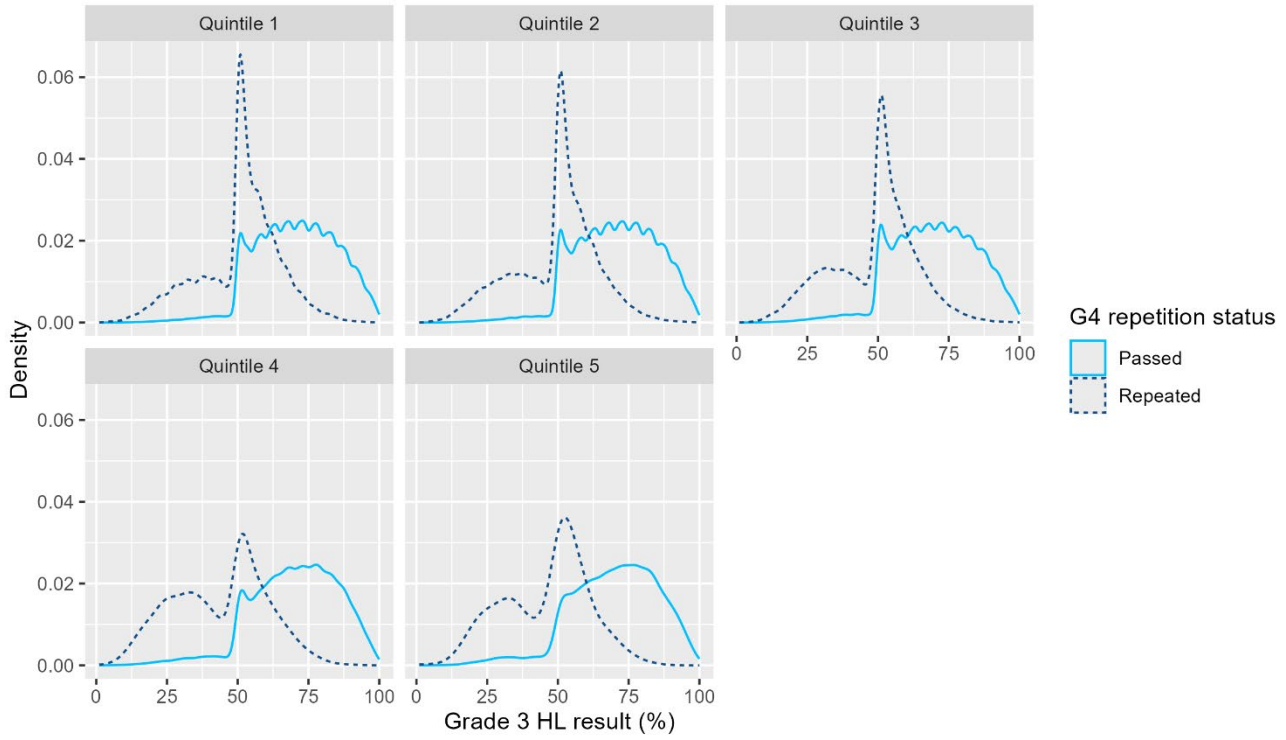 Quintile 1
Quintile 2
Quintile 3
0.06
0.04
0.02
0.00
0
25
50
75
100
Quintile 4
Quintile 5
0.06
0.04
0.02
0.00
0
25
50
75
100
0
25
50
75
100
Density
Grade 3 HL result (%)
G4 repetition status
Passed
Repeated